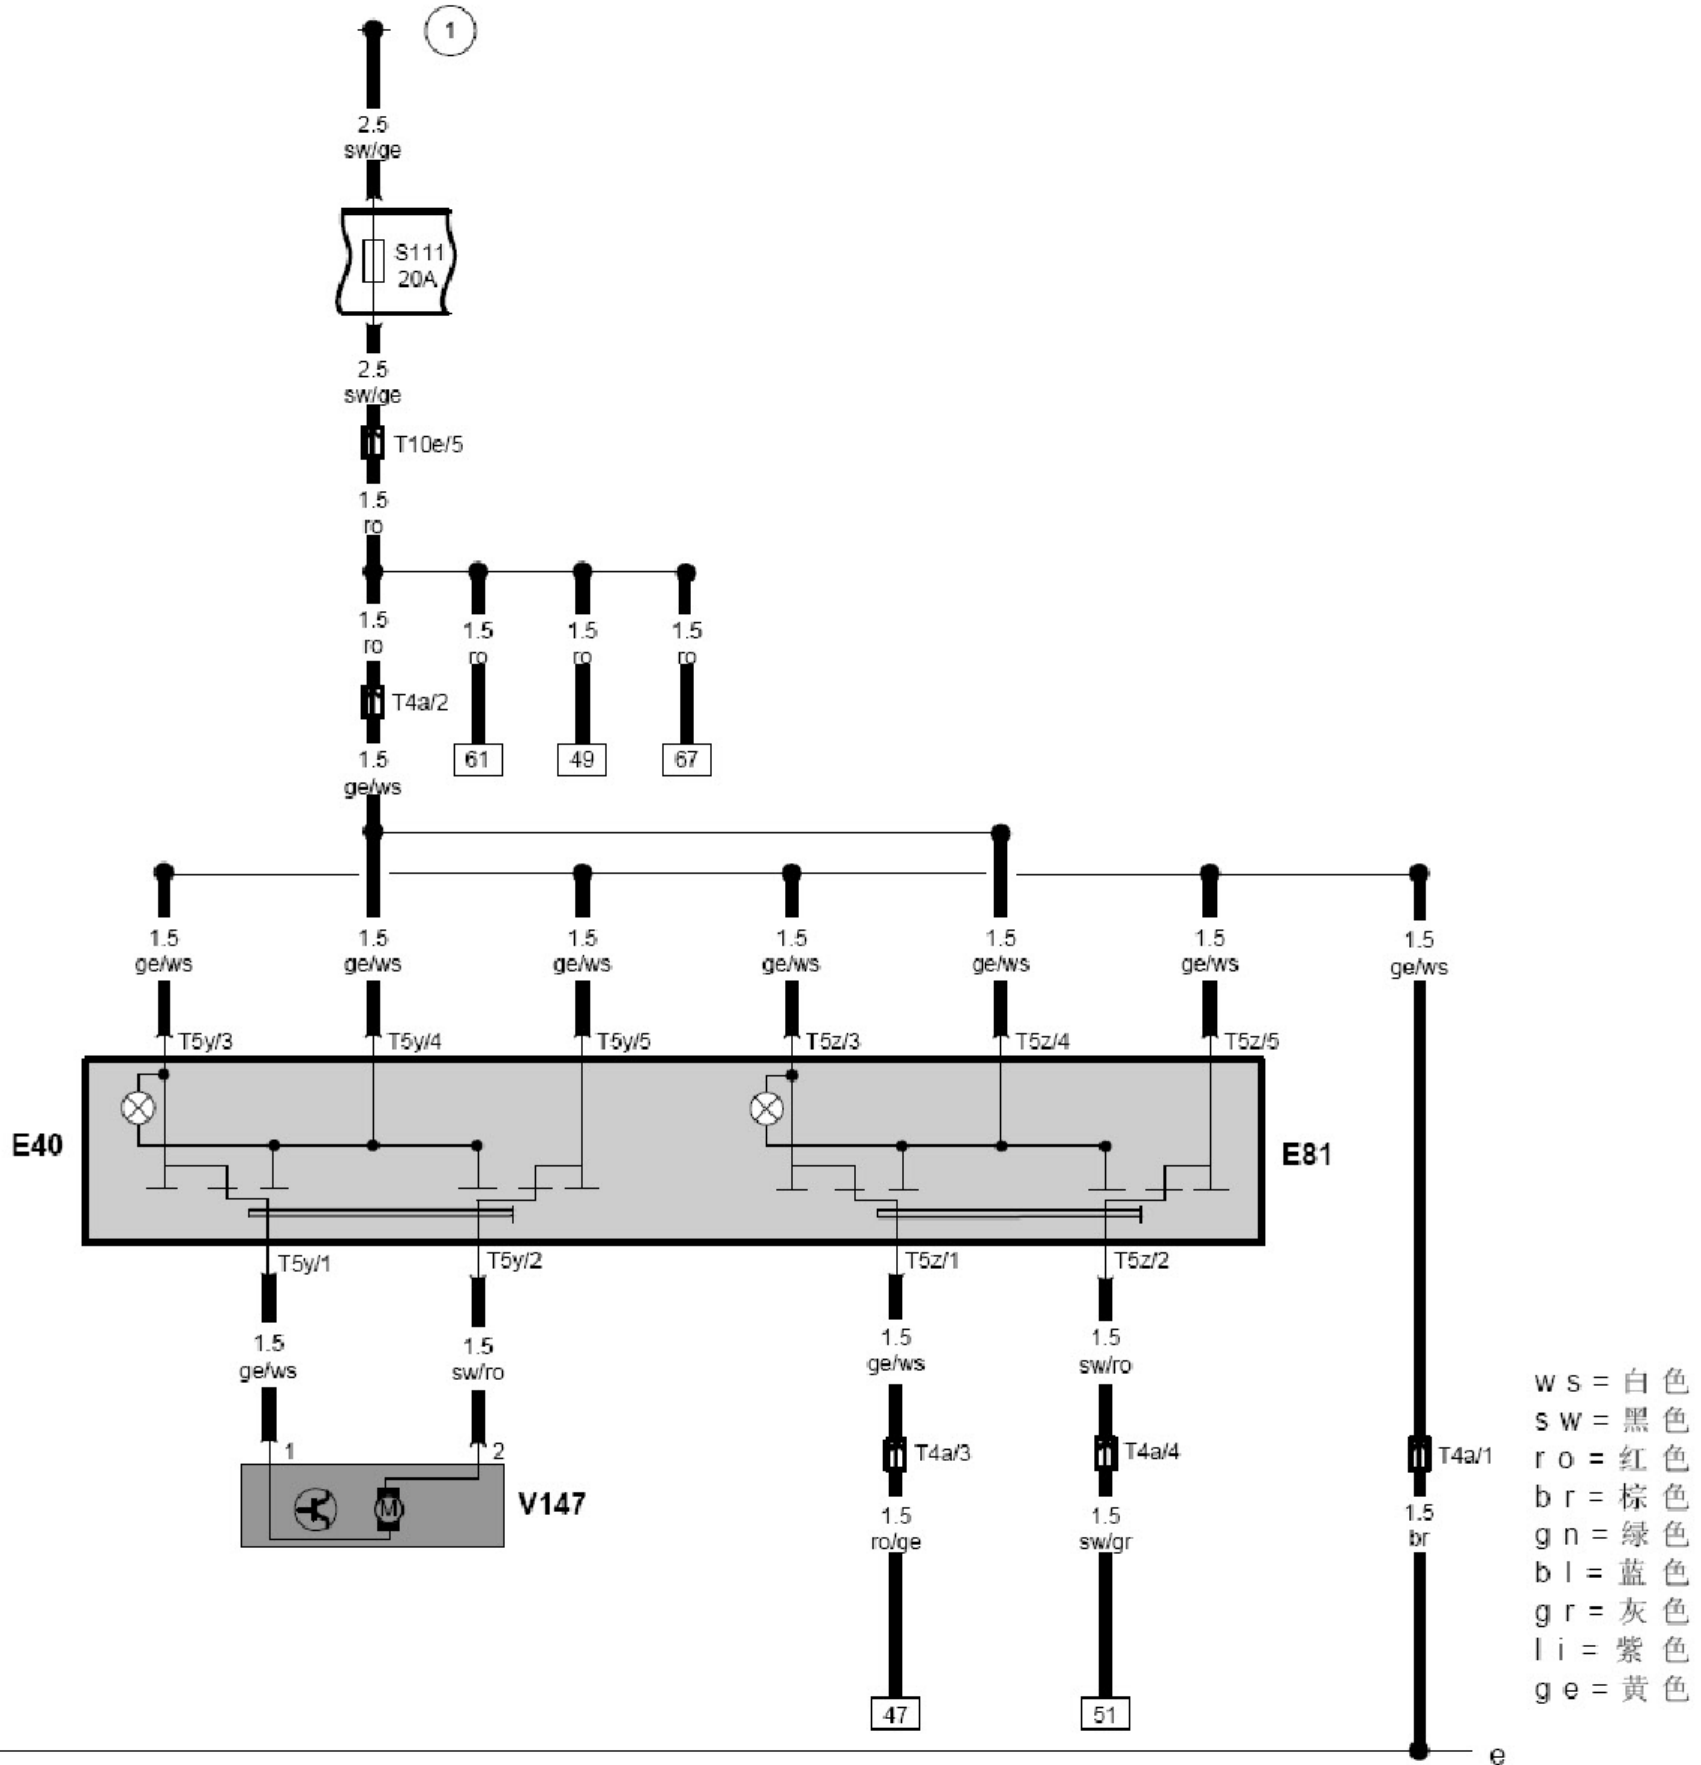 1
2.5
sw/ge
S111
20A
2.5
sw/ge
T10e/5
1.5
ro
1.5
ro
1.5
ro
1.5
ro
1.5
ro
T4a/2
1.5
ge/ws
61
49
67
1.5
ge/ws
1.5
ge/ws
1.5
ge/ws
1.5
ge/ws
1.5
ge/ws
1.5
ge/ws
1.5
ge/ws
T5y/3
T5y/4
T5y/5
T5z/3
T5z/4
T5z/5
E40
E81
T5y/1
T5y/2
T5z/1
T5z/2
1.5
ge/ws
1.5
sw/ro
1.5
ge/ws
1.5
sw/ro
1
2
T4a/3
T4a/4
T4a/1
M
V147
1.5
ro/ge
1.5
sw/gr
1.5
br
47
51
e
ws=白色
sw=黑色
ro=红色
br=棕色
gn=绿色
bl=蓝色
gr=灰色
li=紫色
ge=黄色